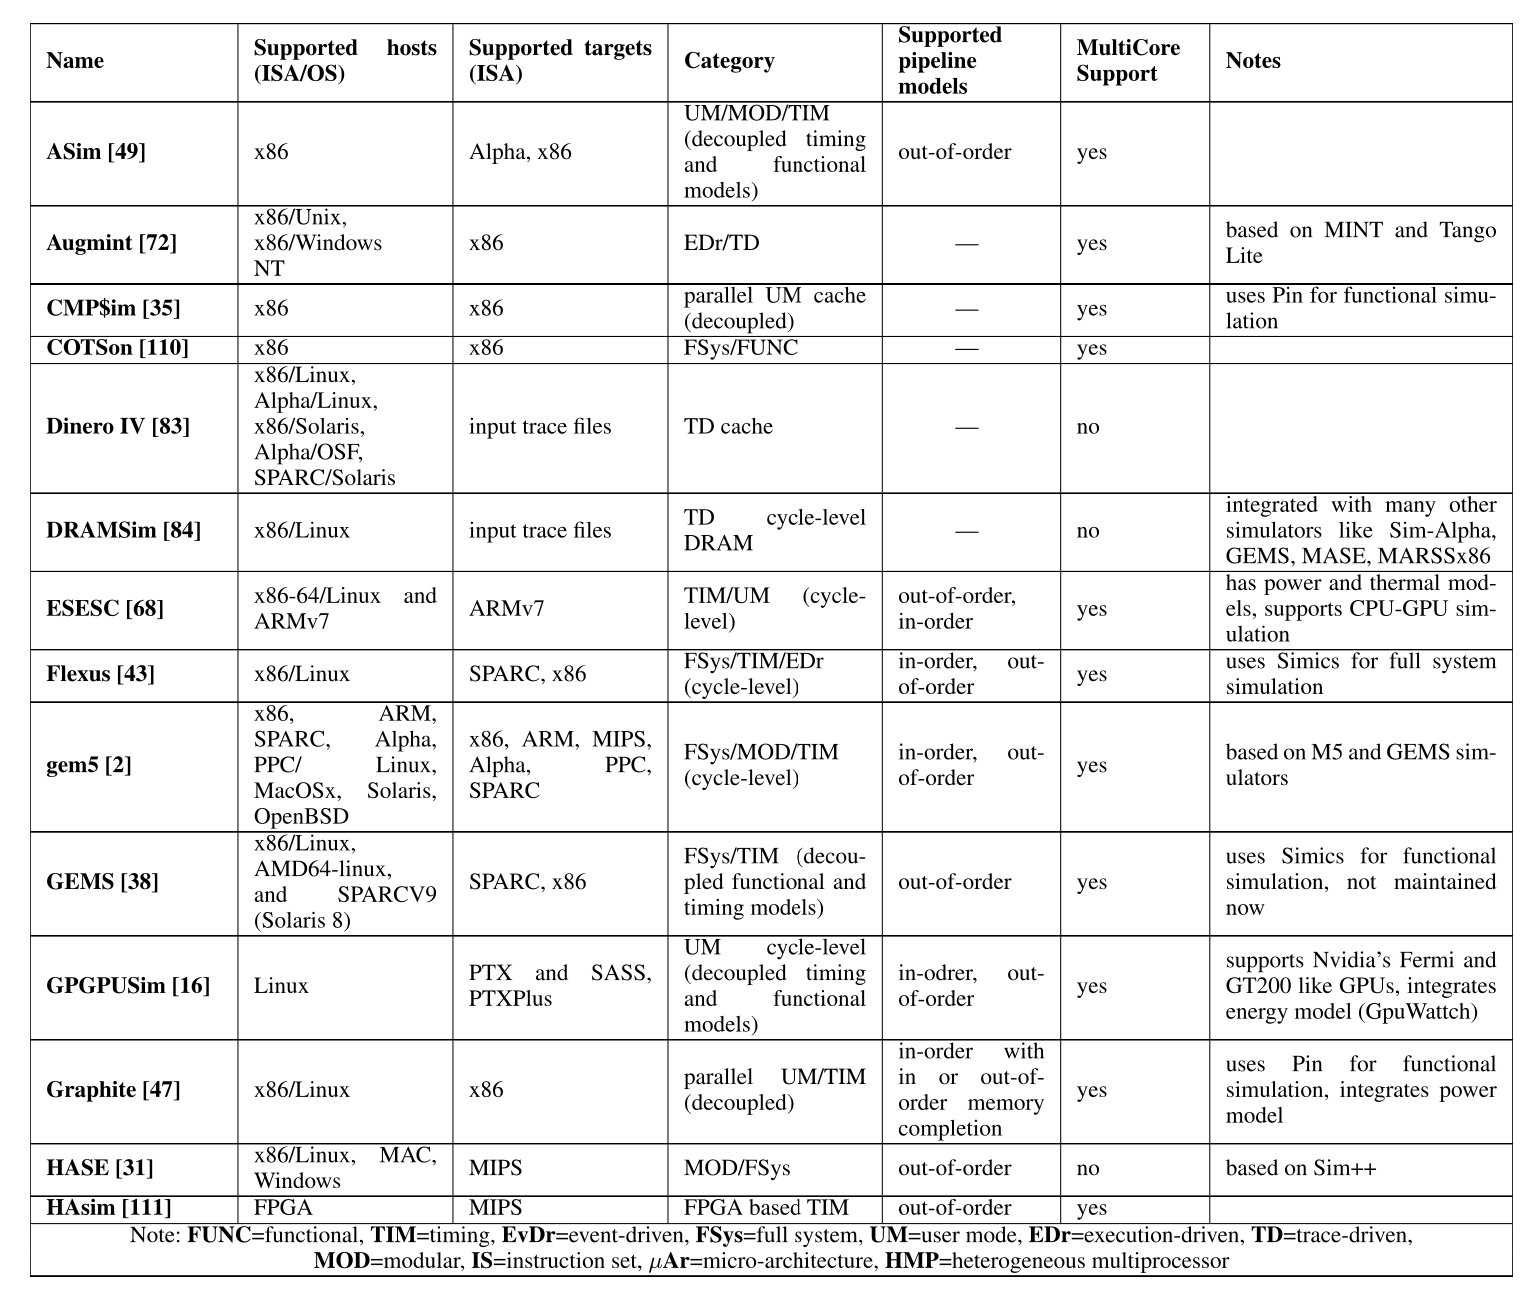 Name
Supported hosts
(ISA/OS)
Supported targets
(ISA)
Category
Supported
pipeline
models
MultiCore
Support
Notes
ASim [49]
x86
Alpha, x86
UM/MOD/TIM
(decoupled timing
and functional
models)
out-of-order
yes
Augmint [72]
x86/Unix,
x86/Windows
NT
x86
EDr/TD
—
yes
based on MINT and Tango
Lite
CMP$im [35]
x86
x86
parallel UM cache
(decoupled)
—
yes
uses Pin for functional simu-
lation
COTSon [110]
x86
x86
FSys/FUNC
—
yes
Dinero IV [83]
x86/Linux,
Alpha/Linux,
x86/Solaris,
Alpha/OSF,
SPARC/Solaris
input trace files
TD cache
—
no
DRAMSim [84]
x86/Linux
input trace files
TD cycle-level
DRAM
—
no
integrated with many other
simulators like Sim-Alpha,
GEMS, MASE, MARSSx86
ESESC [68]
x86-64/Linux and
ARMv7
ARMv7
TIM/UM (cycle-
level)
out-of-order,
in-order
yes
has power and thermal mod-
els, supports CPU-GPU sim-
ulation
Flexus [43]
x86/Linux
SPARC, x86
FSys/TIM/EDr
(cycle-level)
in-order, out-
of-order
yes
uses Simics for full system
simulation
gem5 [2]
x86, ARM,
SPARC, Alpha,
PPC/ Linux,
MacOSx, Solaris,
OpenBSD
x86, ARM, MIPS,
Alpha, PPC,
SPARC
FSys/MOD/TIM
(cycle-level)
in-order, out-
of-order
yes
based on M5 and GEMS sim-
ulators
GEMS [38]
x86/Linux,
AMD64-linux,
and SPARCV9
(Solaris 8)
SPARC, x86
FSys/TIM (decou-
pled functional and
timing models)
out-of-order
yes
uses Simics for functional
simulation, not maintained
now
GPGPUSim [16]
Linux
PTX and SASS,
PTXPlus
UM cycle-level
(decoupled timing
and functional
models)
in-odrer, out-
of-order
yes
supports Nvidia's Fermi and
GT200 like GPUs, integrates
energy model (GpuWattch)
Graphite [47]
x86/Linux
x86
parallel UM/TIM
(decoupled)
in-order with
in or out-of-
order memory
completion
yes
uses Pin for functional
simulation, integrates power
model
HASE [31]
x86/Linux, MAC,
Windows
MIPS
MOD/FSys
out-of-order
no
based on Sim++
HAsim [111]
FPGA
MIPS
FPGA based TIM
out-of-order
yes
Note: FUNC=functional, TIM=timing, EvDr=event-driven, FSys=full system, UM=user mode, EDr=execution-driven, TD=trace-driven,
MOD=modular, IS=instruction set, μAr=micro-architecture, HMP=heterogeneous multiprocessor